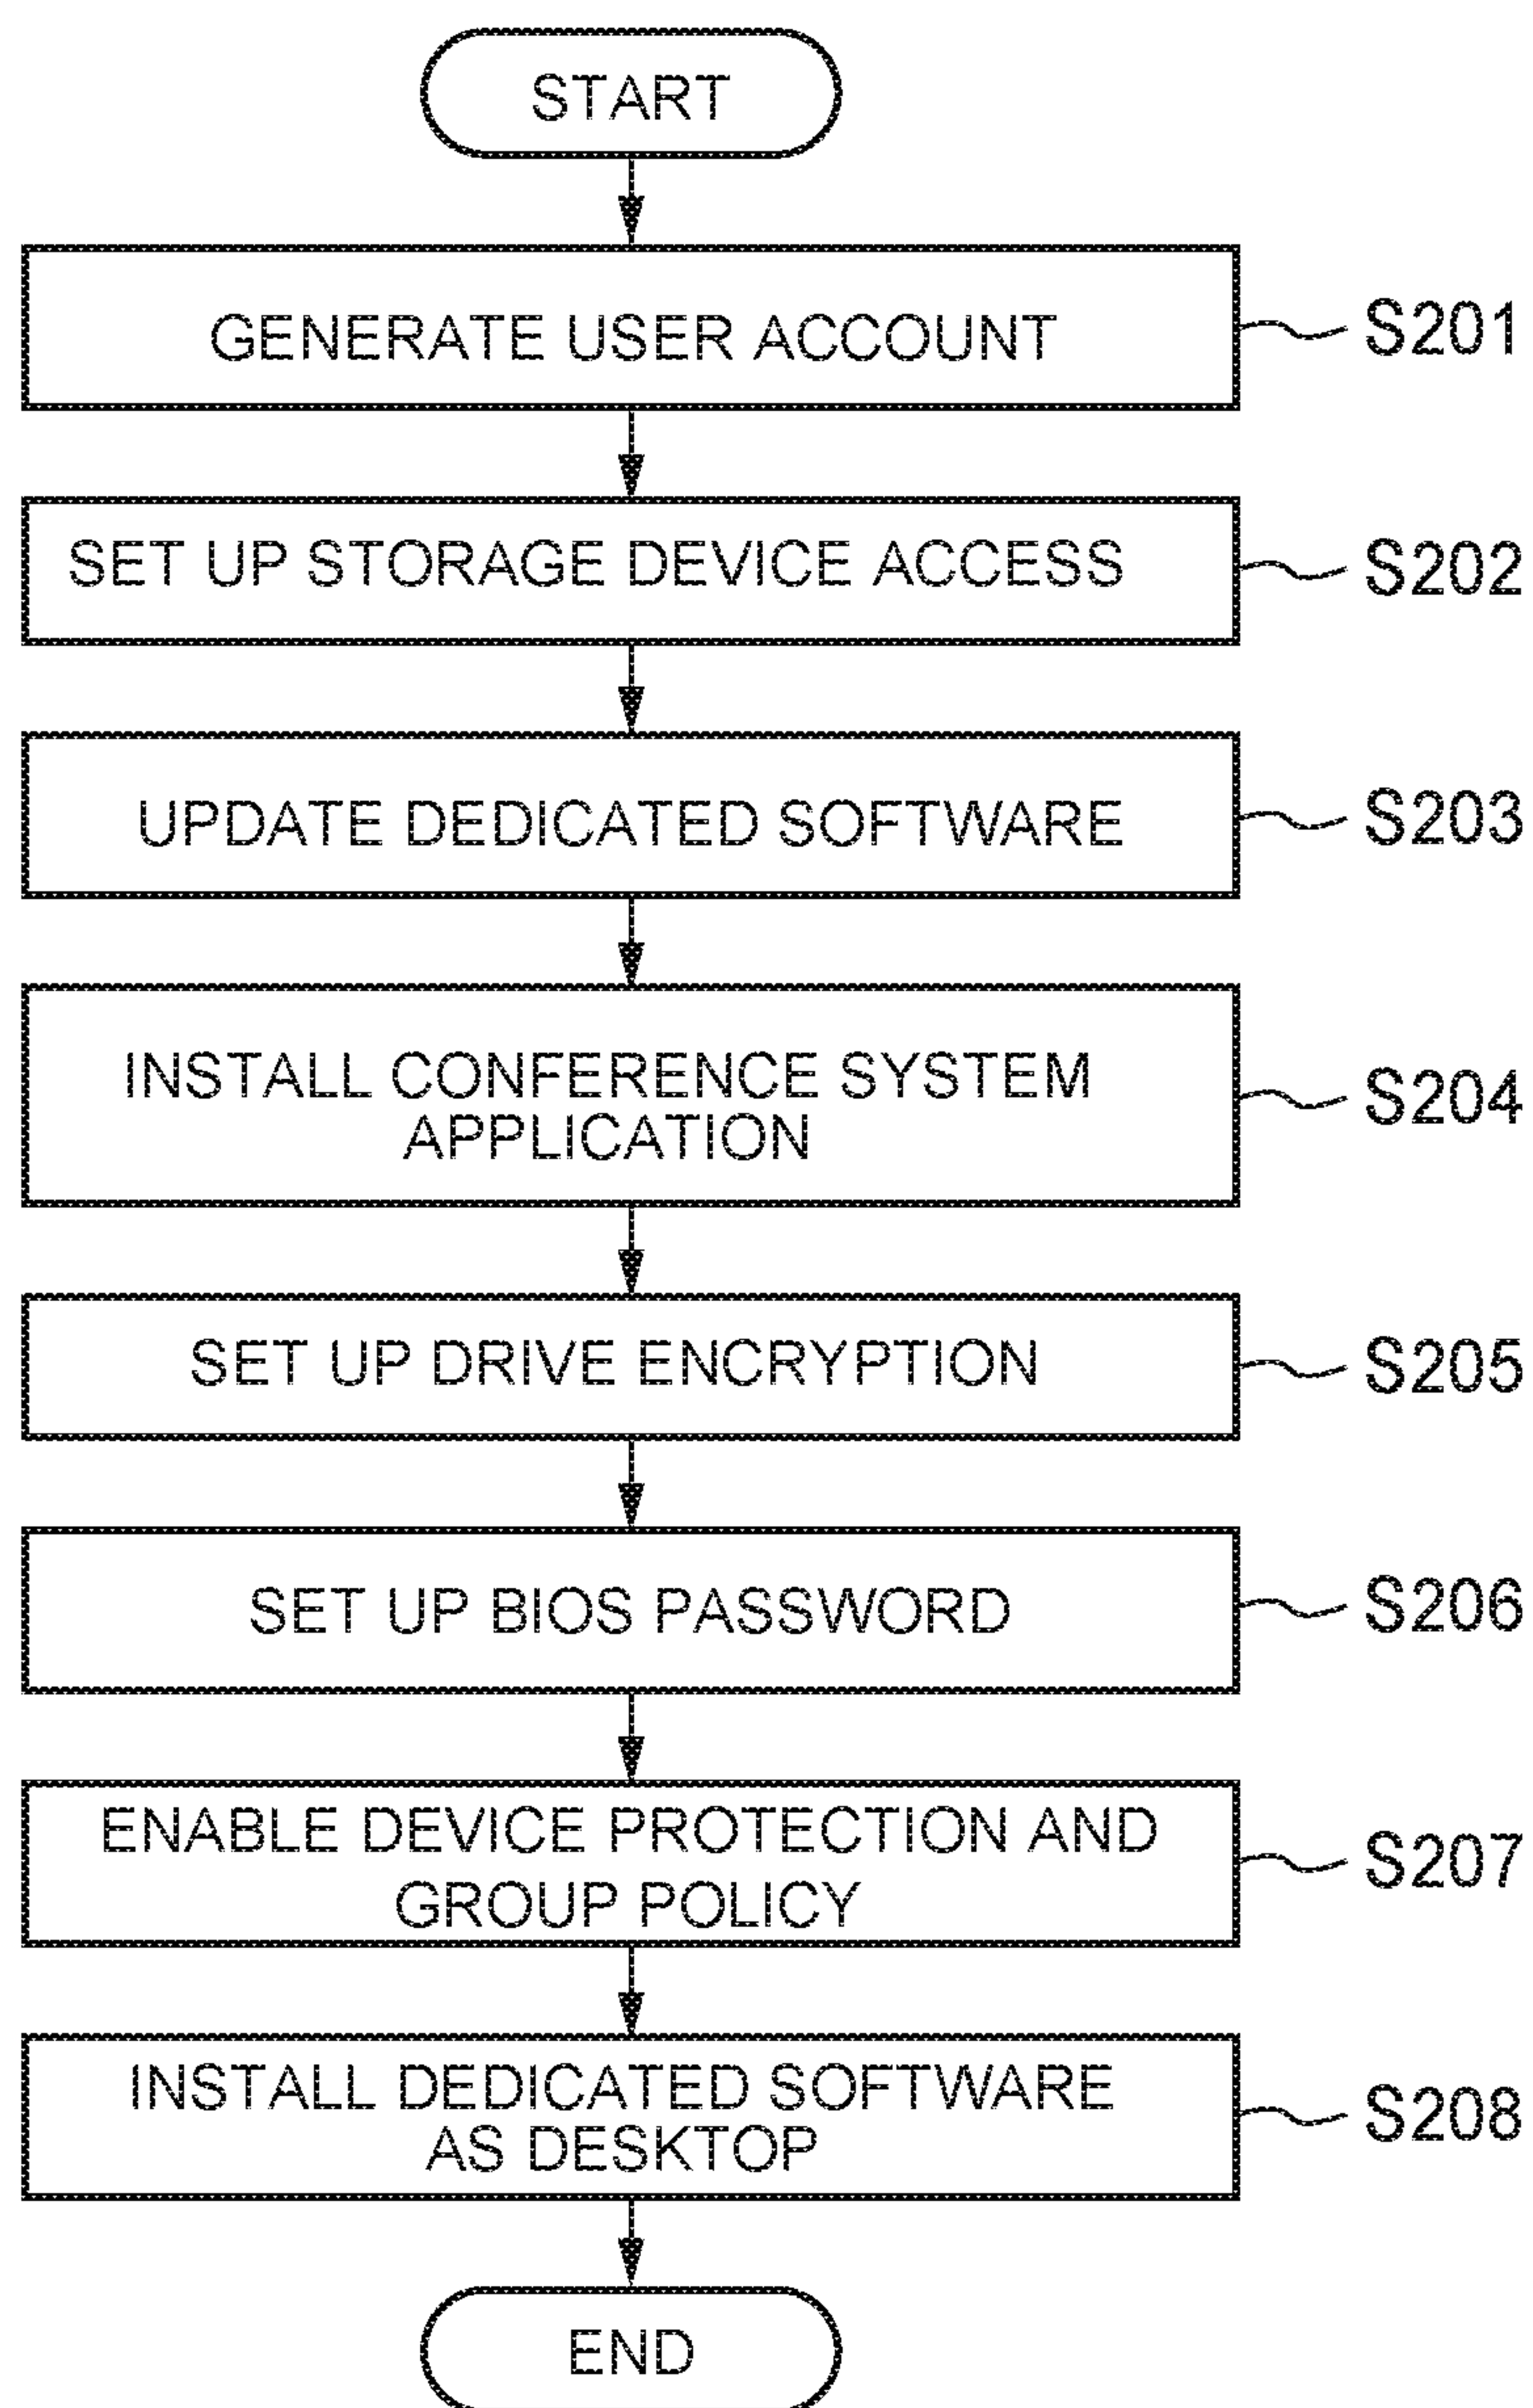 START
GENERATE USER ACCOUNT
S201
SET UP STORAGE DEVICE ACCESS
S202
UPDATE DEDICATED SOFTWARE
S203
INSTALL CONFERENCE SYSTEM
APPLICATION
S204
SET UP DRIVE ENCRYPTION
S205
SET UP BIOS PASSWORD
S206
ENABLE DEVICE PROTECTION AND
GROUP POLICY
S207
INSTALL DEDICATED SOFTWARE
AS DESKTOP
S208
END